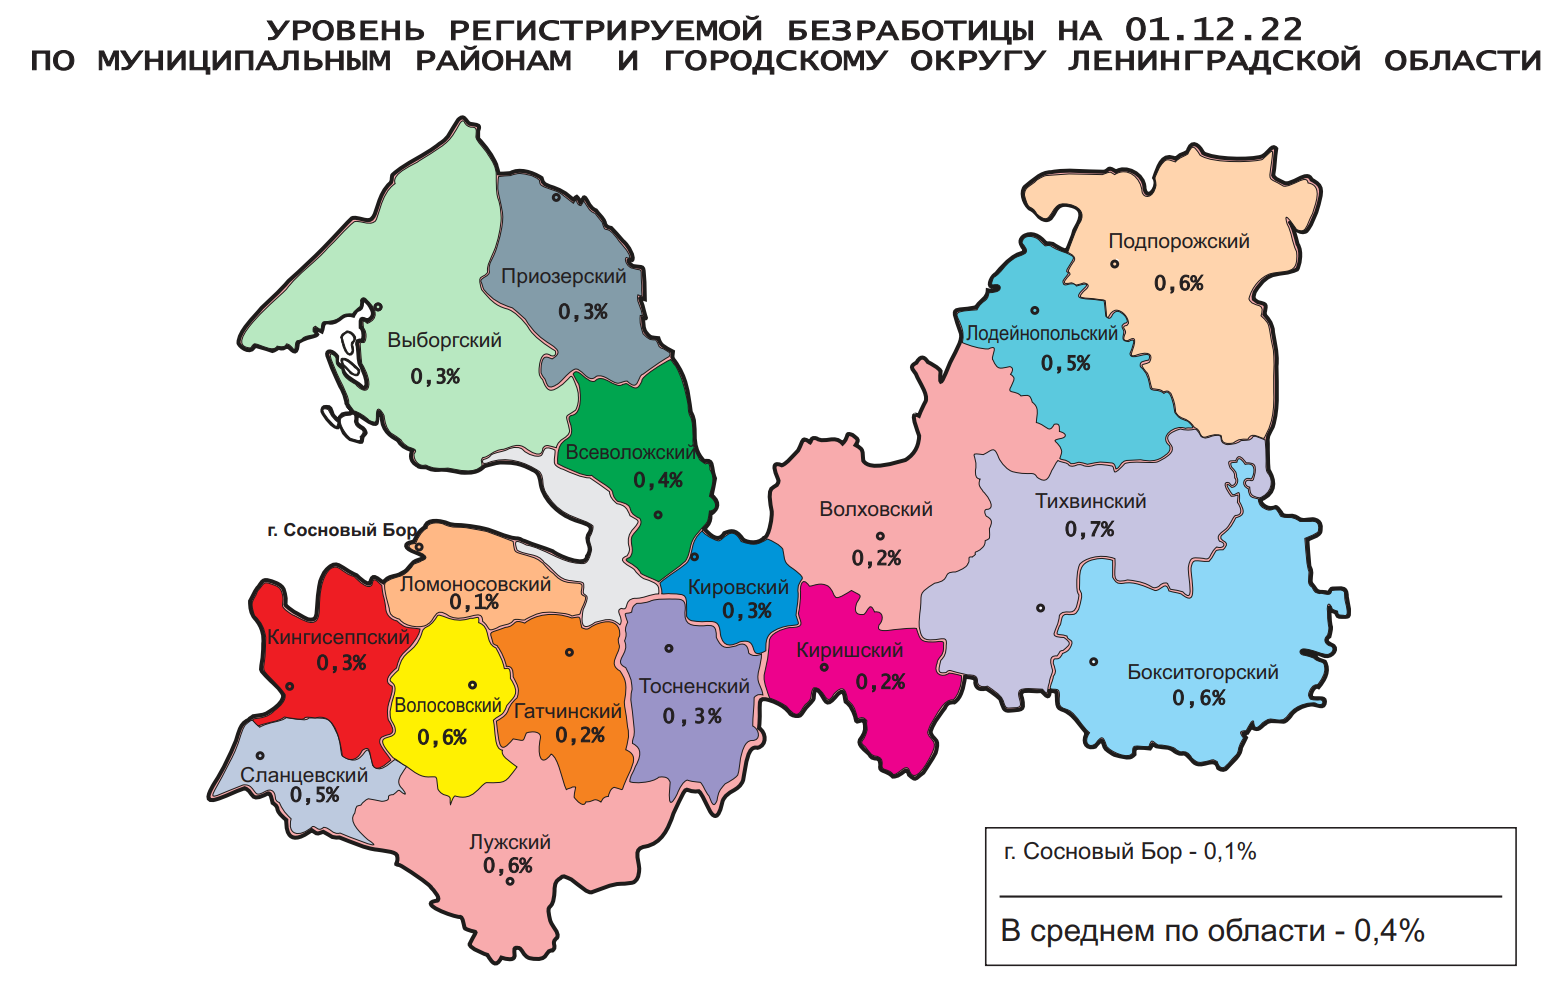 УРОВЕНЬ РЕГИСТРИРУЕМОЙ БЕЗРАБОТИЦЫ НА 01.12.22
ПО МУНИЦИПАЛЬНЫМ РАЙОНАМ И ГОРОДСКОМУ ОКРУГУ ЛЕНИНГРАДСКОЙ ОБЛАСТИ
Подпорожский
0,6%
Приозерский
0,3%
Выборгский
0,3%
Лодейнопольский
0,5%
Всеволожский
0,4%
Волховский
0,2%
Тихвинский
0,7%
г. Сосновый Бор
Ломоносовский
0,1%
Кировский
0,3%
Кингисеппский
0,3%
Киришский
0,2%
Бокситогорский
0,6%
Волосовский
0,6%
Гатчинский
0,2%
Тосненский
0,3%
Сланцевский
0,5%
Лужский
0,6%
г. Сосновый Бор - 0,1%
В среднем по области - 0,4%